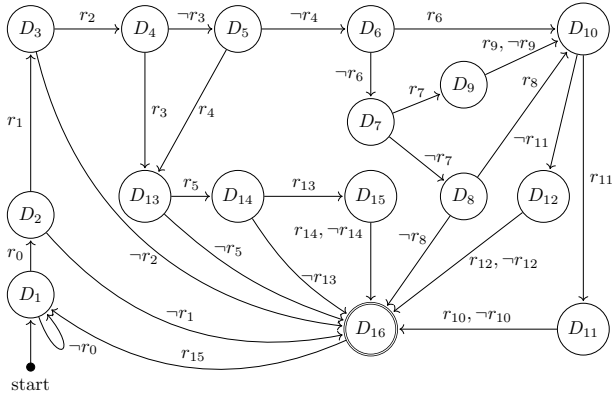 D₃ r₂ D₄ ¬r₃ D₅ ¬r₄ D₆ r₆ D₁₀
r₉, ¬r₉
¬r₆ r₇ D₉ r₈
r₁ r₃ r₄ D₇ ¬r₁₁
¬r₇
r₁₁
D₁₃ r₅ D₁₄ r₁₃ D₁₅ D₈ D₁₂
D₂ r₁₄, ¬r₁₄
r₀ ¬r₂ ¬r₅ ¬r₈ r₁₂, ¬r₁₂
¬r₁₃
D₁ ¬r₁ r₁₀, ¬r₁₀
D₁₆ D₁₁
¬r₀ r₁₅
start